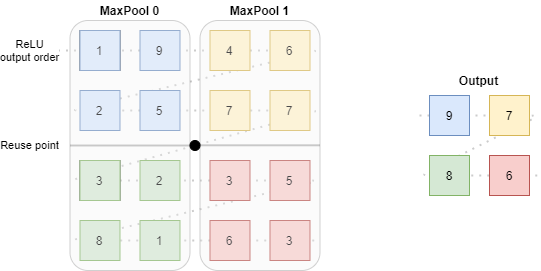 MaxPool 0 MaxPool 1
ReLU
output order
1 9 4 6
2 5 7 7
Reuse point
3 2 3 5
8 1 6 3
Output
9 7
8 6